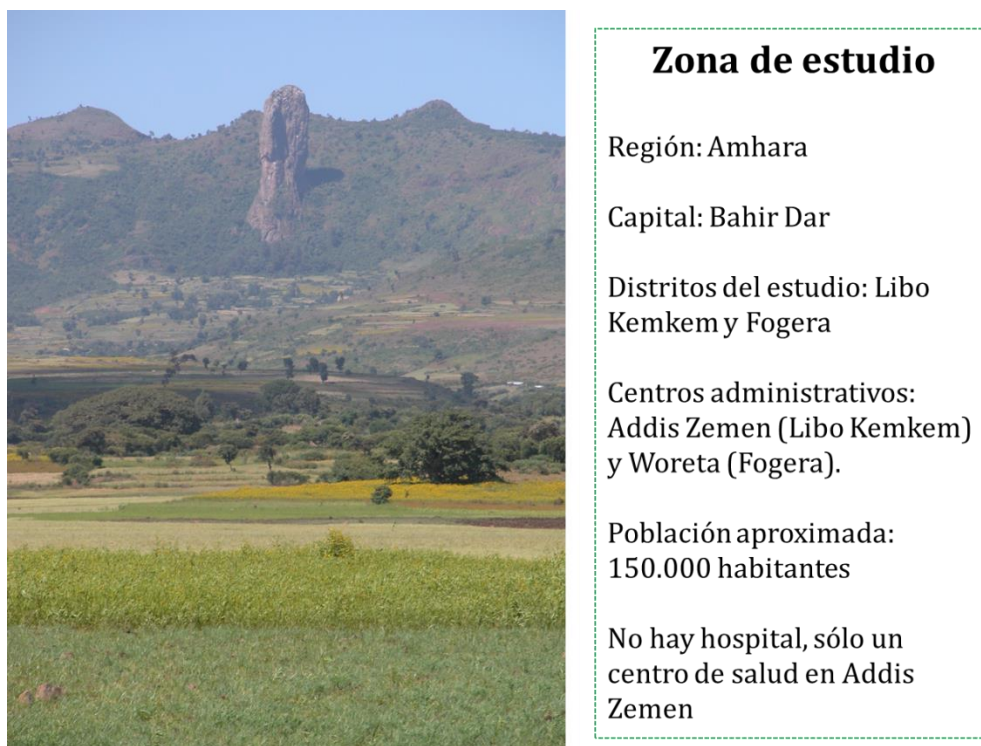 Zona de estudio
Región: Amhara
Capital: Bahir Dar
Distritos del estudio: Libo
Kemkem y Fogera
Centros administrativos:
Addis Zemen (Libo Kemkem)
y Woreta (Fogera).
Población aproximada:
150.000 habitantes
No hay hospital, sólo un
centro de salud en Addis
Zemen